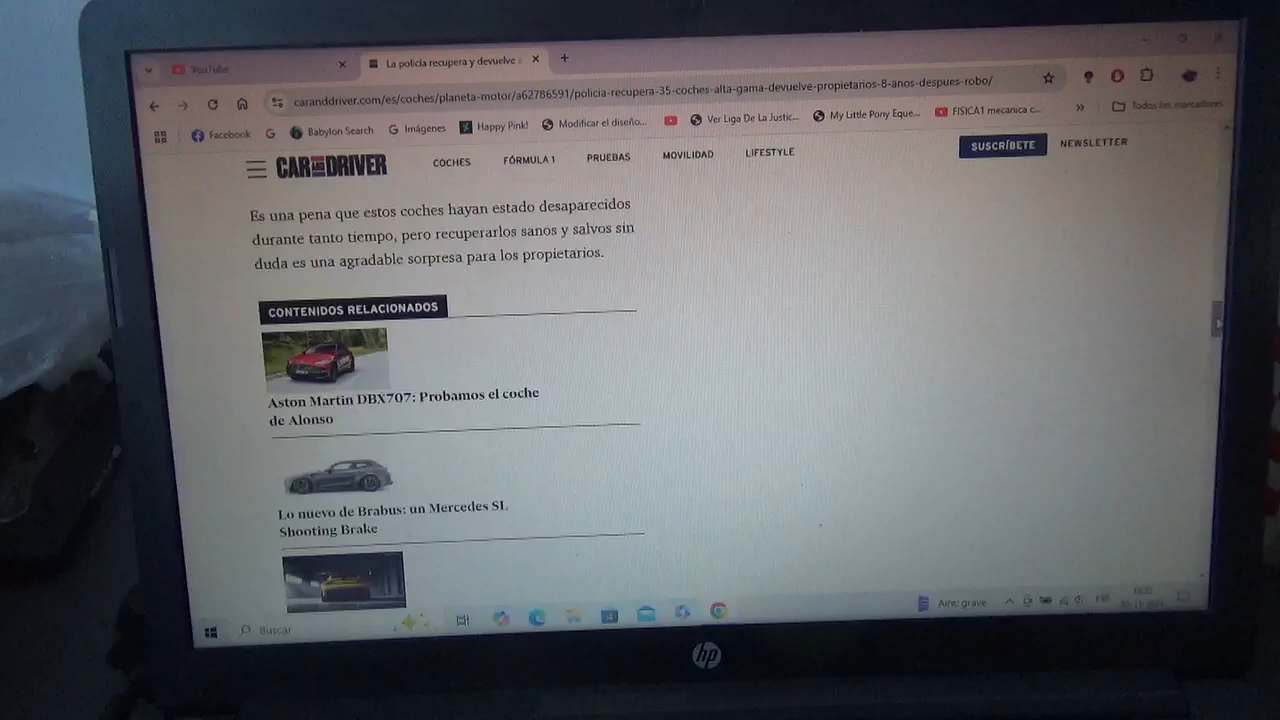 YouTube
La policía recupera y devuelve
caranddriver.com/es/coches/planeta-motor/a62786591/policia-recupera-35-coches-alta-gama-devuelve-propietarios-8-anos-despues-robo/
Facebook
Babylon Search
Imágenes
Happy Pink!
Modificar el diseño...
Ver Liga De La Justic...
My Little Pony Eque...
FISICA1 mecanica c...
»
Todos los marcadores
CAR AND DRIVER
COCHES
FÓRMULA 1
PRUEBAS
MOVILIDAD
LIFESTYLE
SUSCRÍBETE
NEWSLETTER
Es una pena que estos coches hayan estado desaparecidos
durante tanto tiempo, pero recuperarlos sanos y salvos sin
duda es una agradable sorpresa para los propietarios.
CONTENIDOS RELACIONADOS
Aston Martin DBX707: Probamos el coche
de Alonso
Lo nuevo de Brabus: un Mercedes SL
Shooting Brake
Buscar
Aire: grave
hp